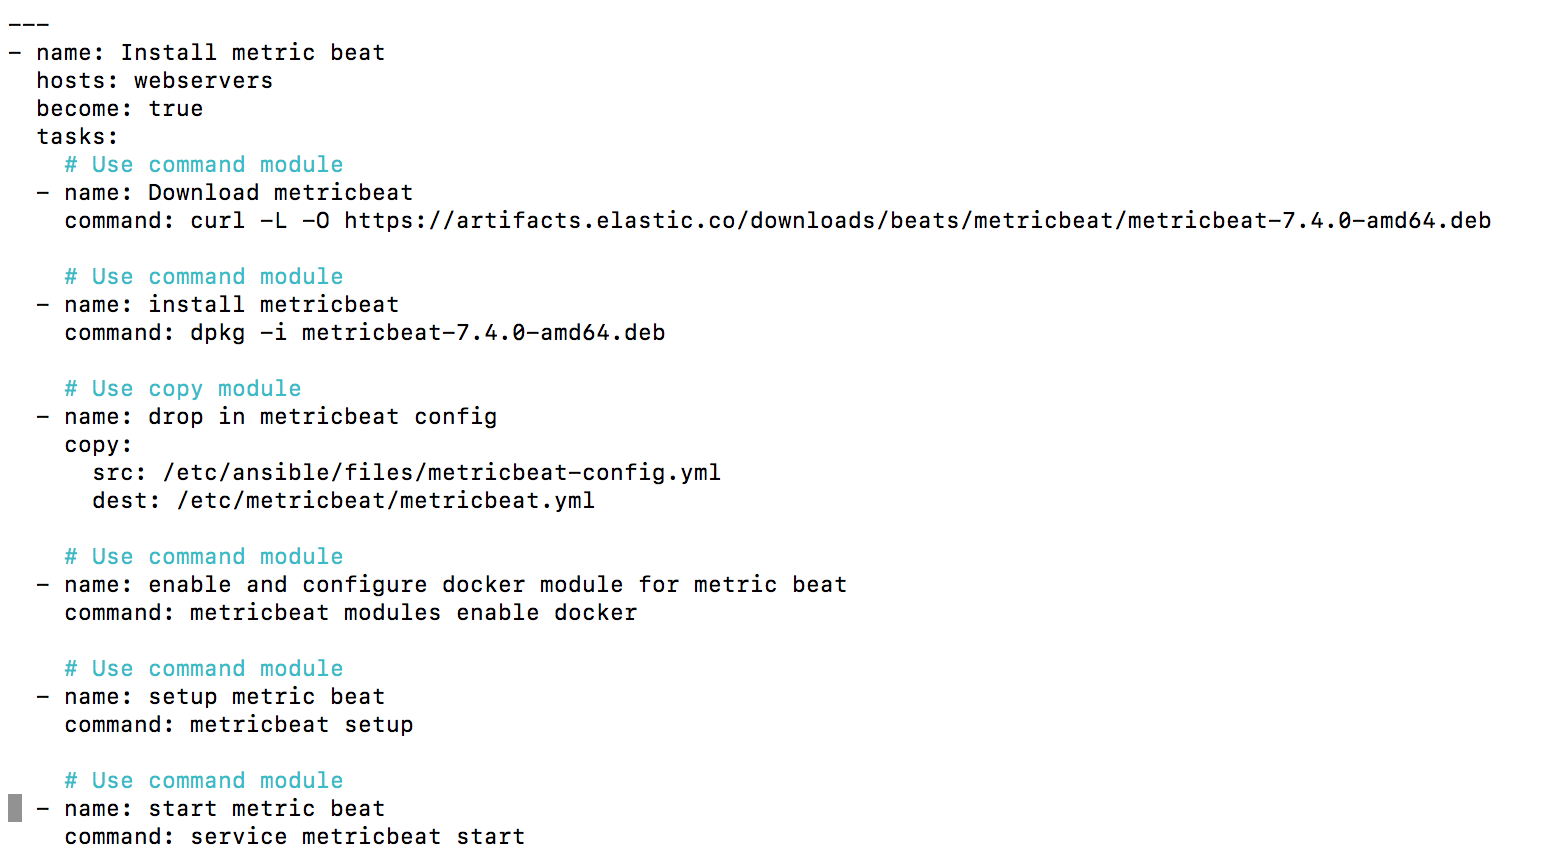 ---
- name: Install metric beat
  hosts: webservers
  become: true
  tasks:
    # Use command module
  - name: Download metricbeat
    command: curl -L -O https://artifacts.elastic.co/downloads/beats/metricbeat/metricbeat-7.4.0-amd64.deb

    # Use command module
  - name: install metricbeat
    command: dpkg -i metricbeat-7.4.0-amd64.deb

    # Use copy module
  - name: drop in metricbeat config
    copy:
      src: /etc/ansible/files/metricbeat-config.yml
      dest: /etc/metricbeat/metricbeat.yml

    # Use command module
  - name: enable and configure docker module for metric beat
    command: metricbeat modules enable docker

    # Use command module
  - name: setup metric beat
    command: metricbeat setup

    # Use command module
  - name: start metric beat
    command: service metricbeat start